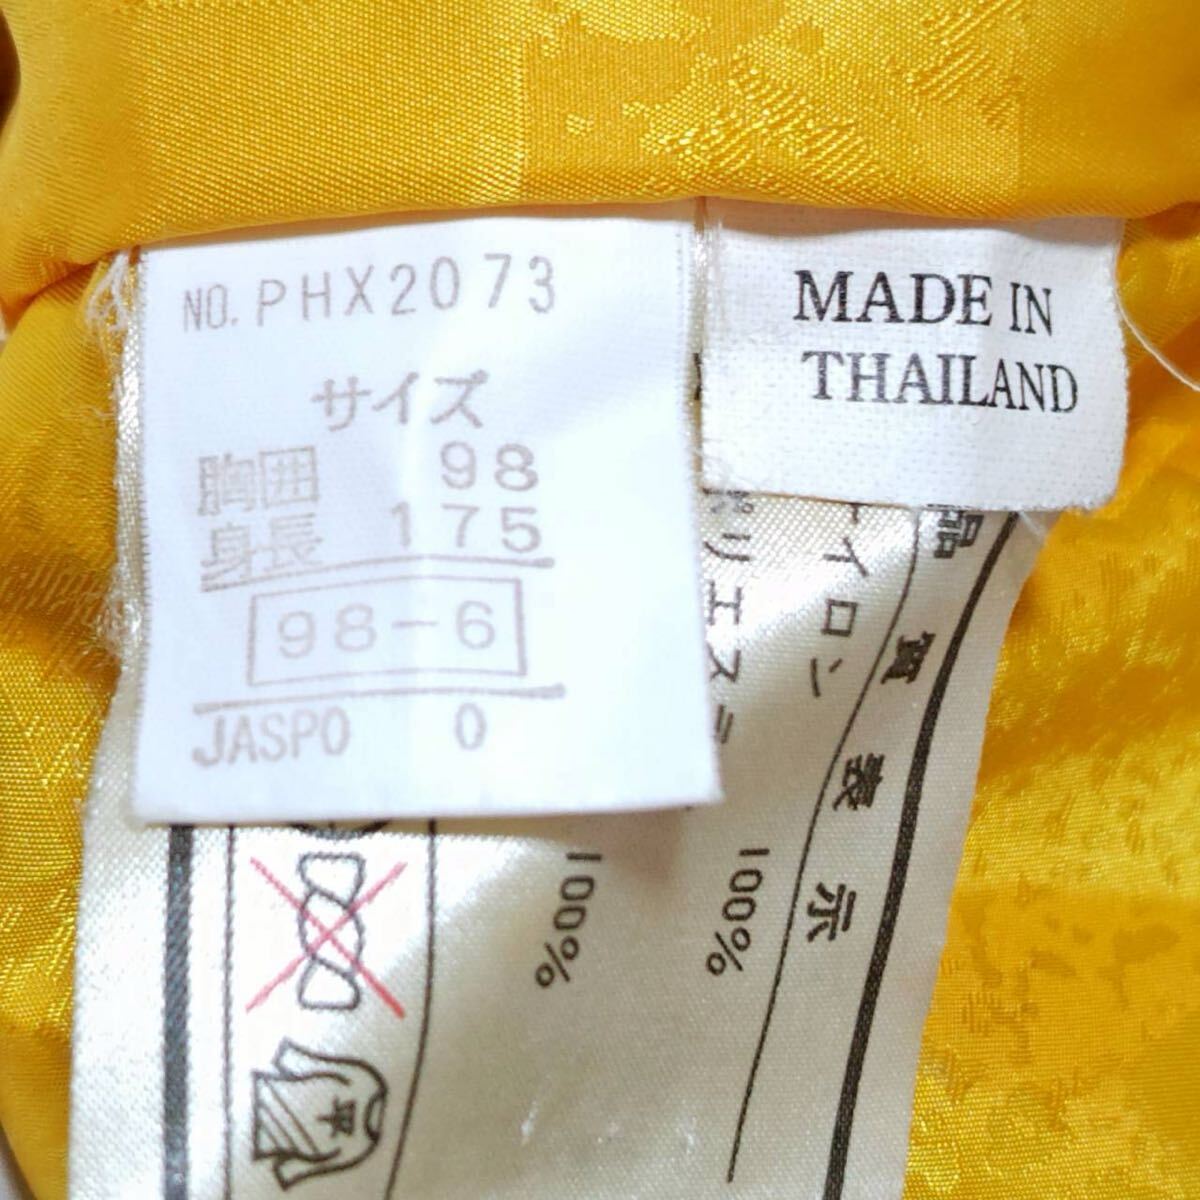 NO. PHX2073
サイズ
胸囲 98
身長 175
98-6
JASPO 0
MADE IN
THAILAND
品質表示
イロン 100%
リエステ 100%
平